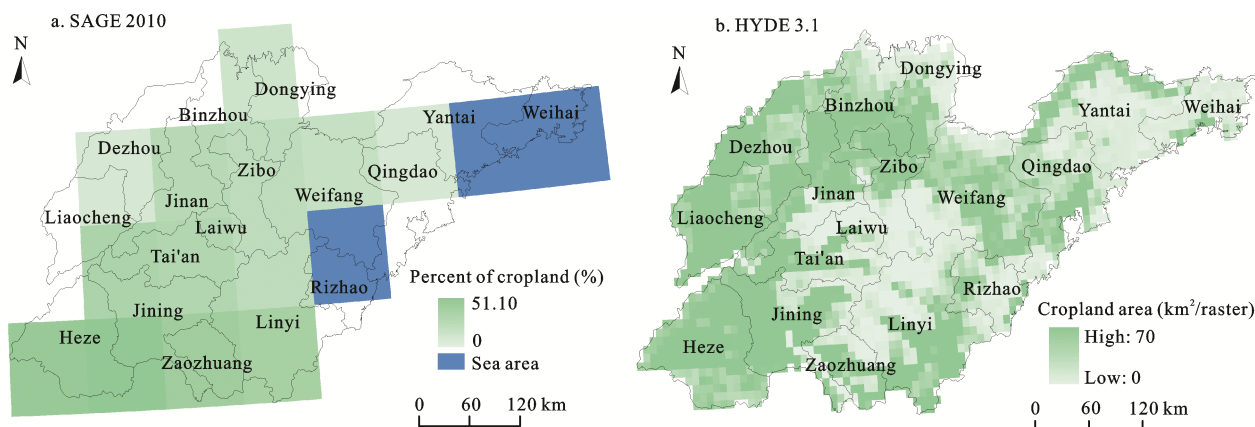 a. SAGE 2010
N
Dongying
Binzhou
Yantai
Weihai
Dezhou
Zibo
Qingdao
Weifang
Jinan
Liaocheng
Laiwu
Tai'an
Rizhao
Jining
Linyi
Heze
Zaozhuang
Percent of cropland (%)
51.10
0
Sea area
0 60 120 km
b. HYDE 3.1
N
Dongying
Binzhou
Yantai
Weihai
Dezhou
Zibo
Qingdao
Jinan
Weifang
Liaocheng
Laiwu
Tai'an
Rizhao
Jining
Linyi
Heze
Zaozhuang
Cropland area (km²/raster)
High: 70
Low: 0
0 60 120 km